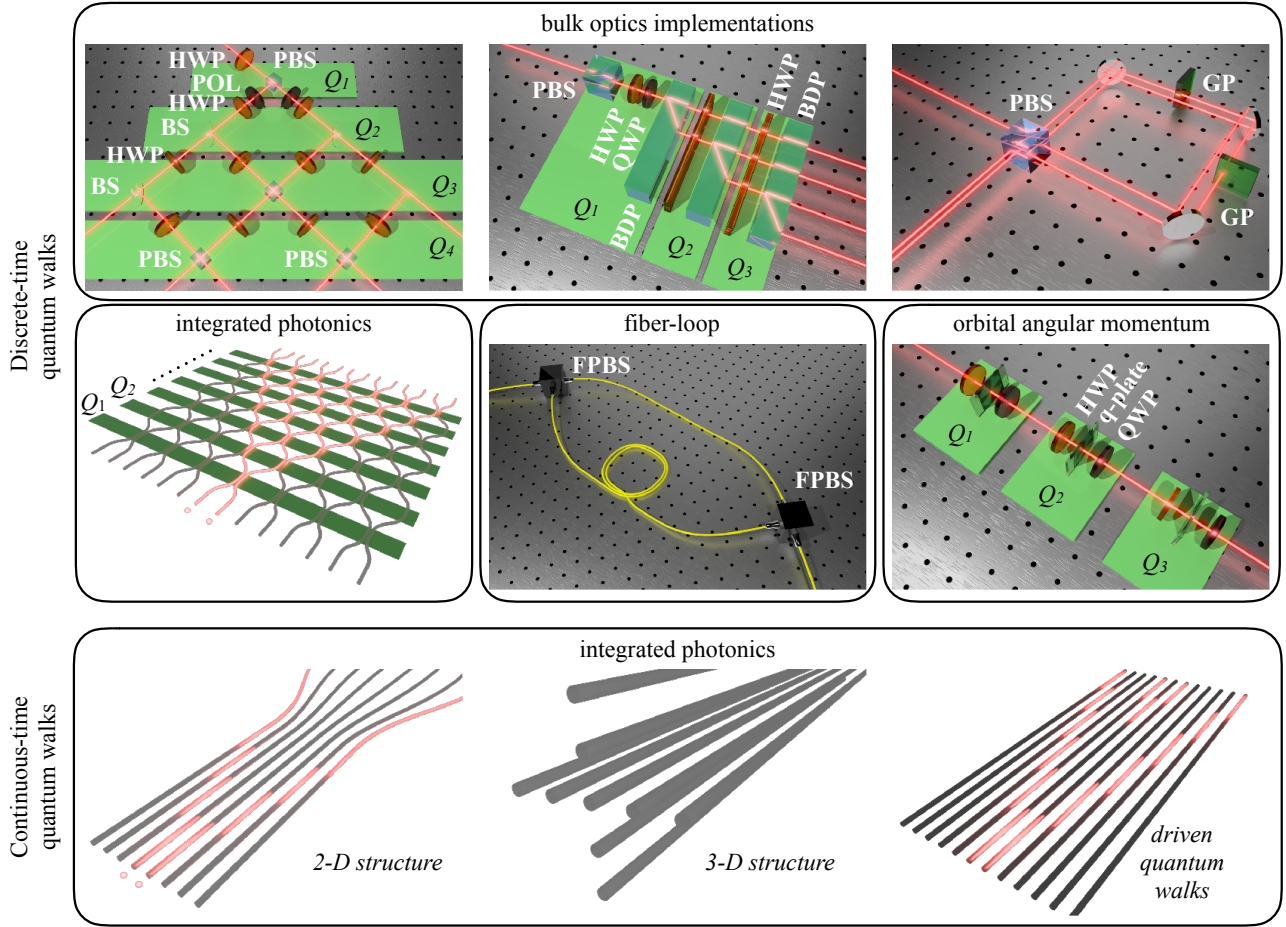 bulk optics implementations
HWP
PBS
Q1
POL
HWP
BS
Q2
HWP
BS
Q3
Q4
PBS
PBS
PBS
HWP
QWP
Q1
BDP
Q2
Q3
HWP
BDP
PBS
GP
GP
Discrete-time
quantum walks
integrated photonics
Q1
Q2
fiber-loop
FPBS
FPBS
orbital angular momentum
Q1
HWP
q-plate
QWP
Q2
Q3
Continuous-time
quantum walks
integrated photonics
2-D structure
3-D structure
driven
quantum
walks